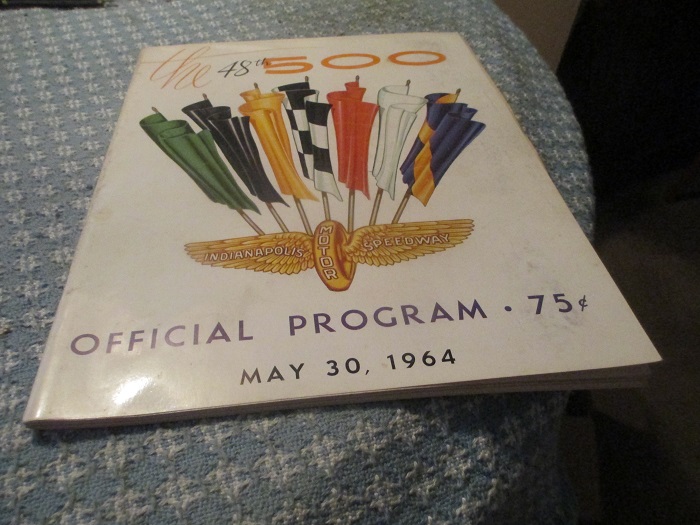 the 48th 500
INDIANAPOLIS MOTOR SPEEDWAY
OFFICIAL PROGRAM • 75¢
MAY 30, 1964